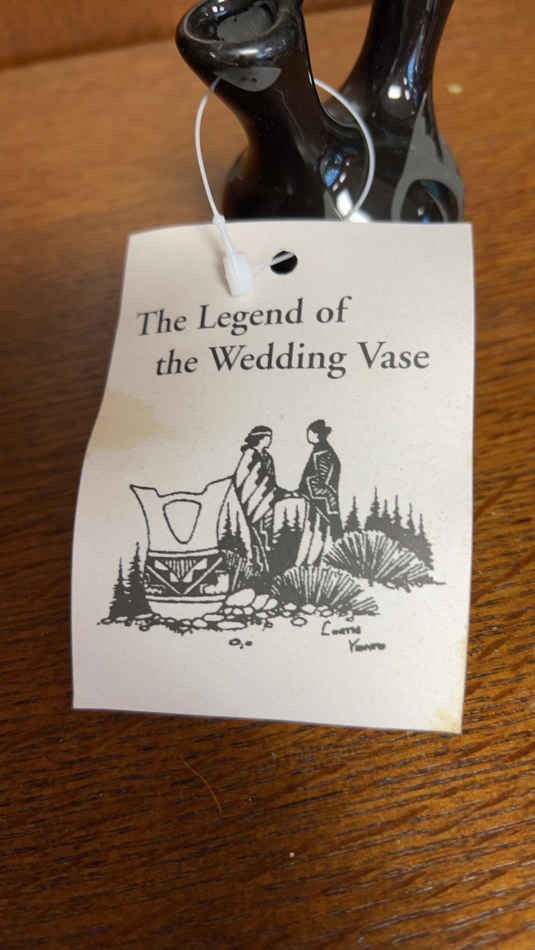 The Legend of
the Wedding Vase